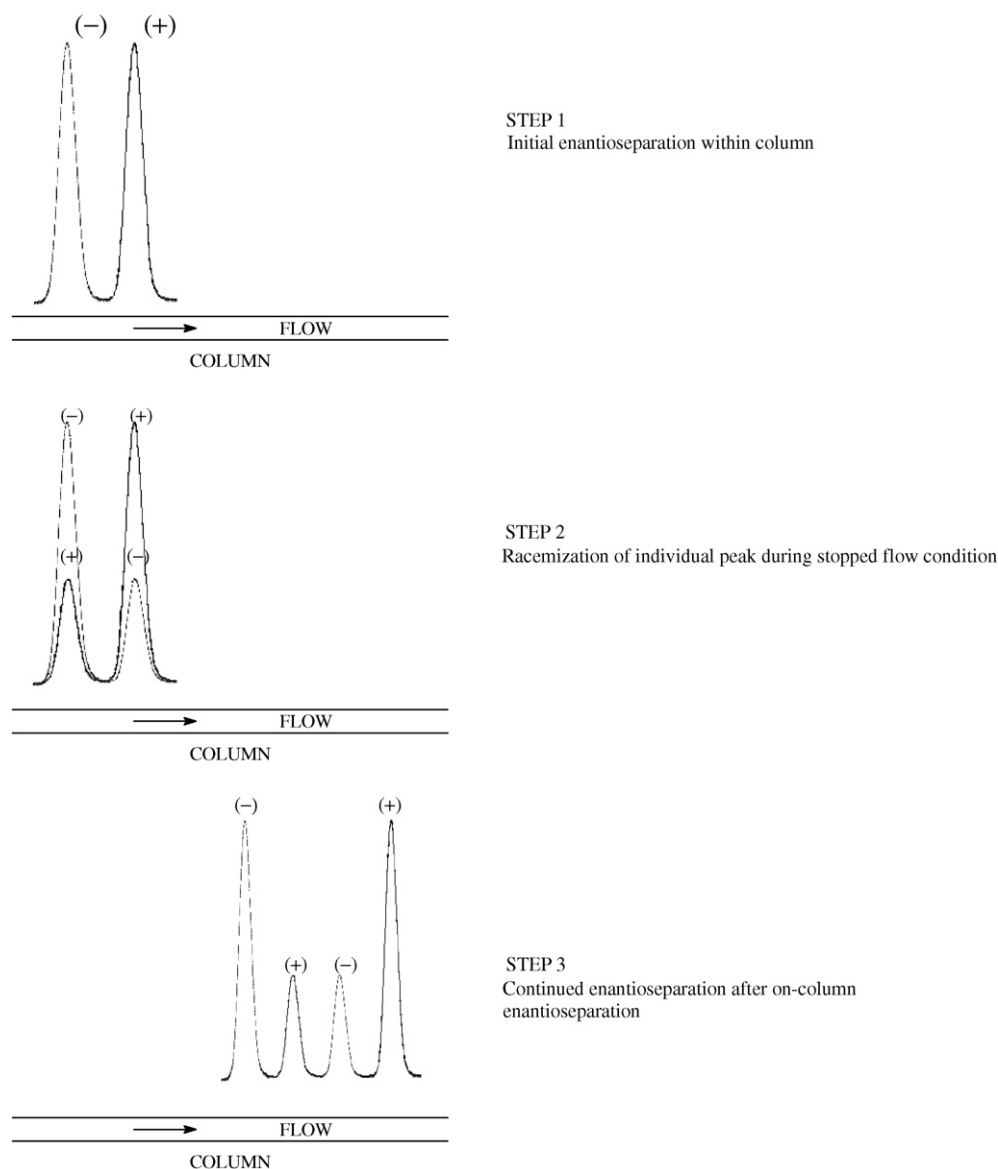 (−) (+)
STEP 1
Initial enantioseparation within column
FLOW
COLUMN
(−) (+)
(+) (−)
STEP 2
Racemization of individual peak during stopped flow condition
FLOW
COLUMN
(−) (+)
(+) (−)
STEP 3
Continued enantioseparation after on-column
enantioseparation
FLOW
COLUMN